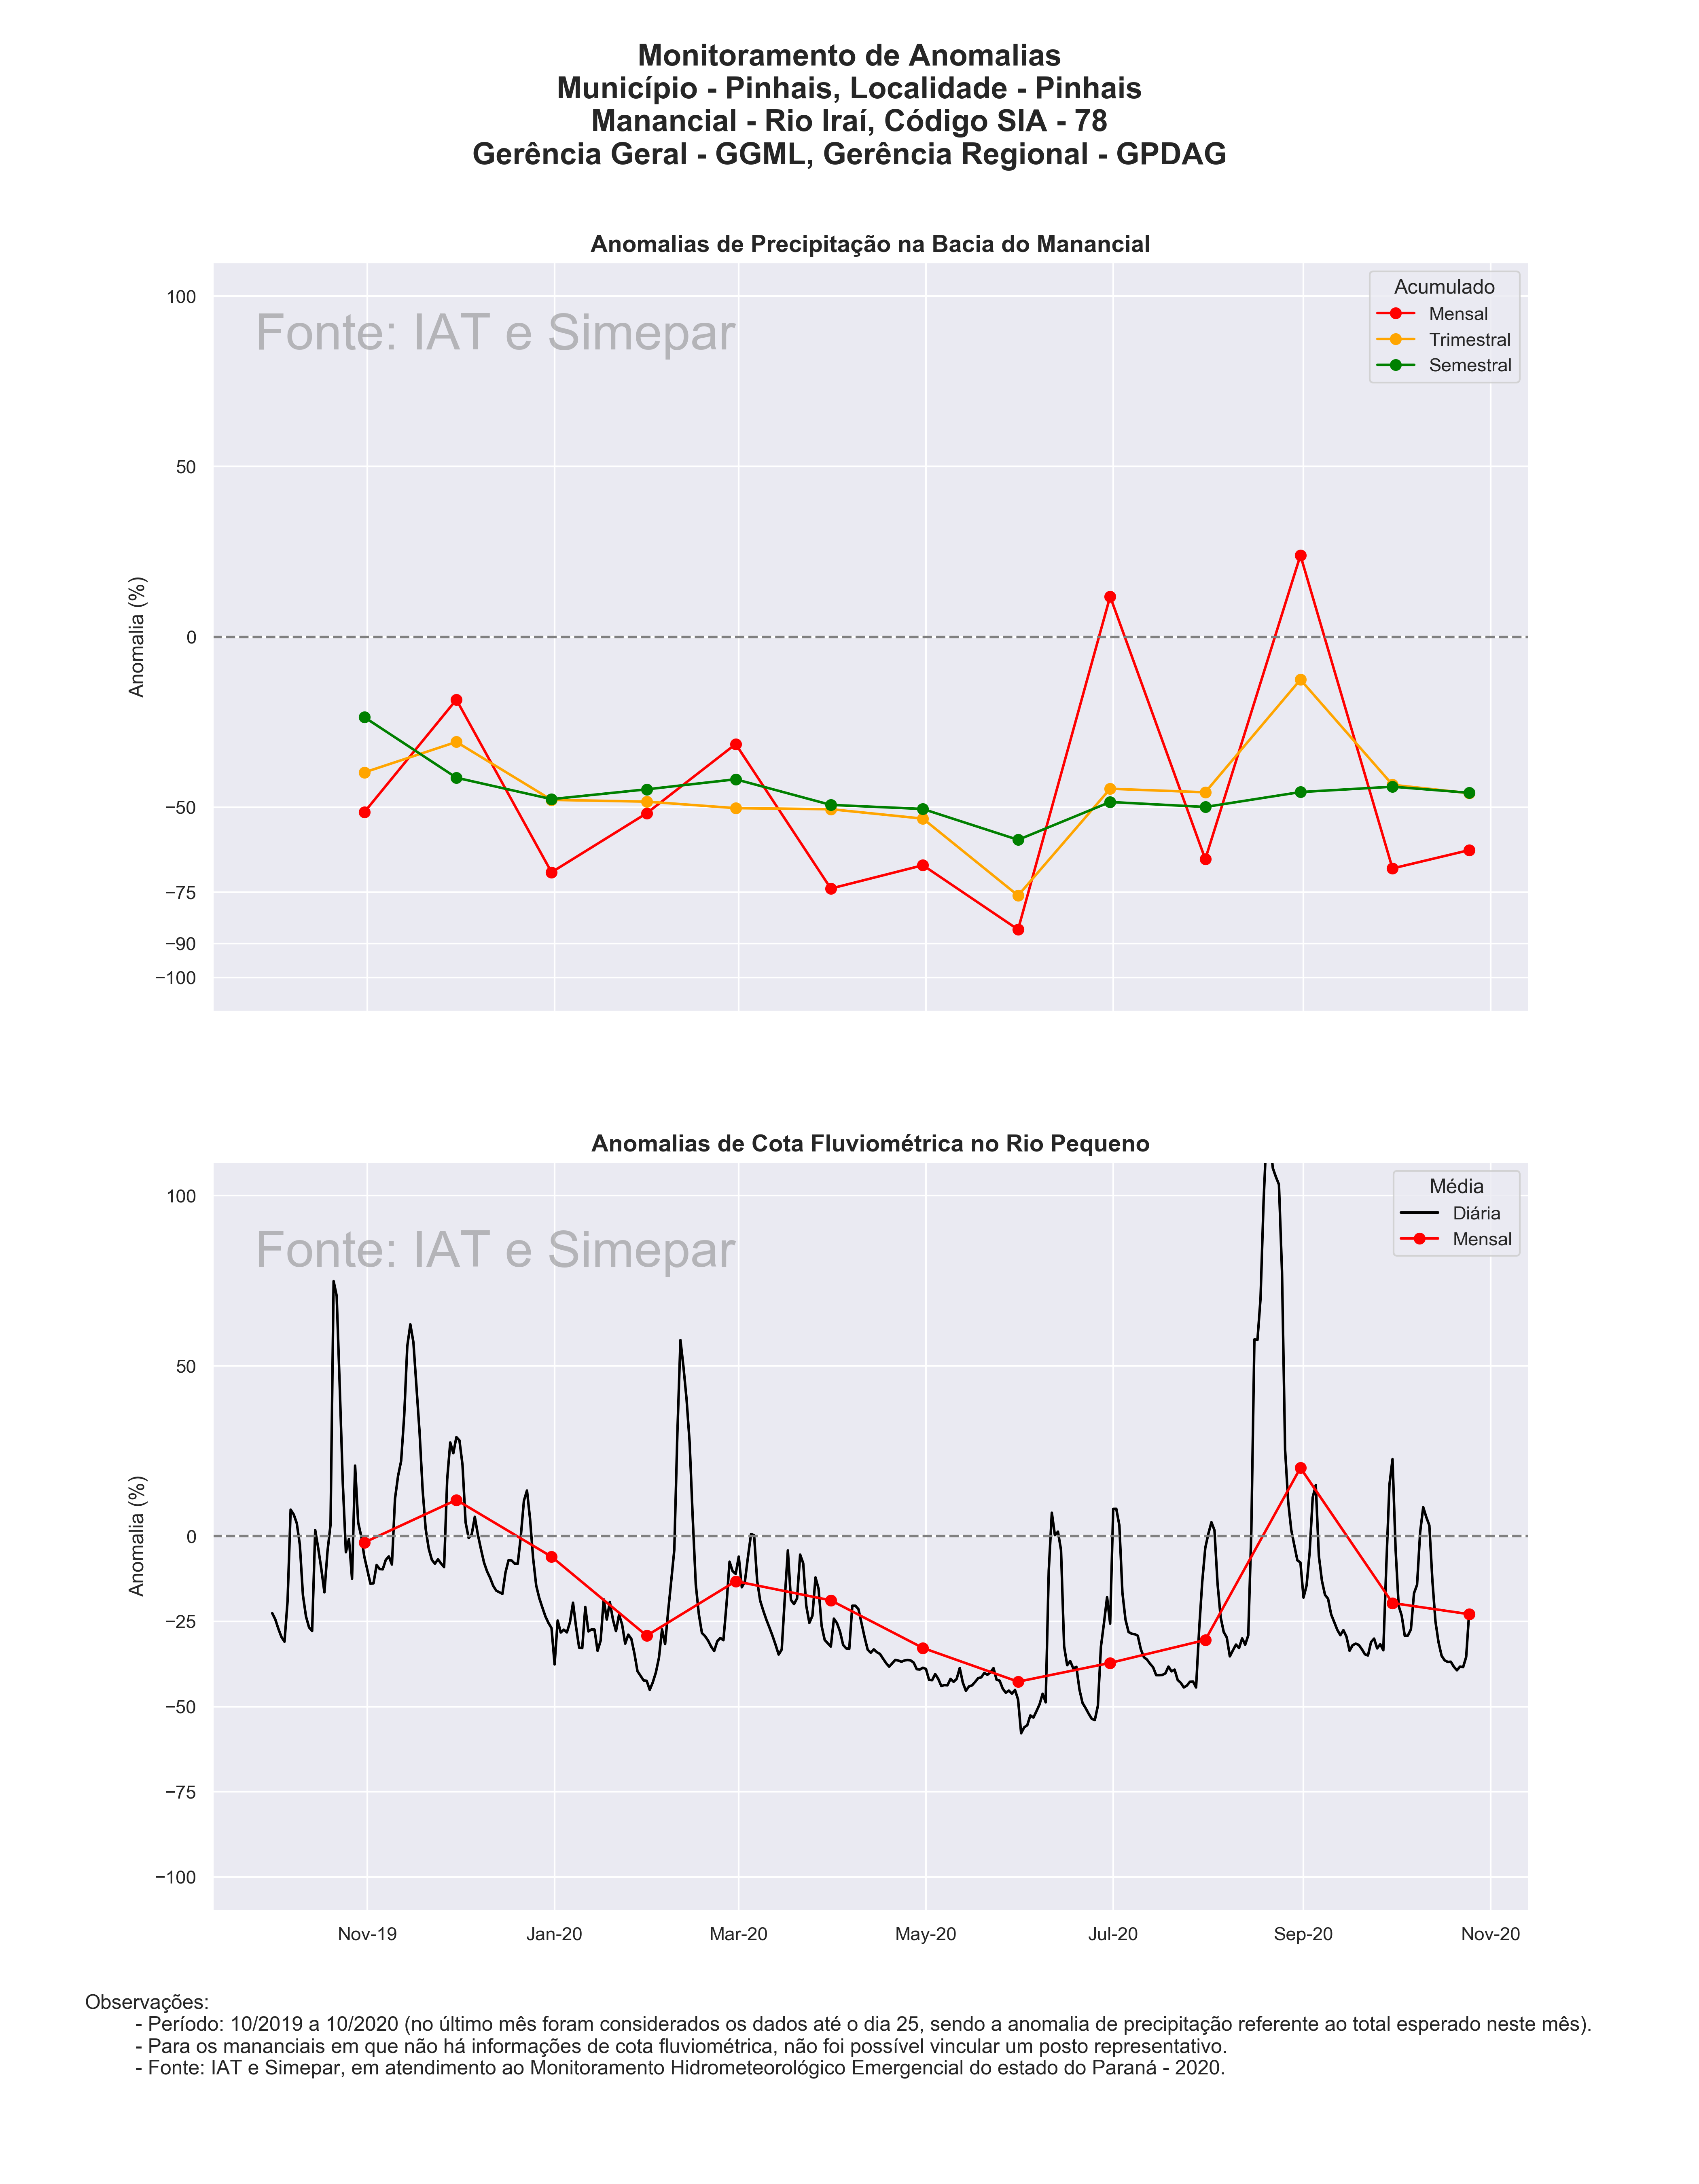 Monitoramento de Anomalias
Município - Pinhais, Localidade - Pinhais
Manancial - Rio Iraí, Código SIA - 78
Gerência Geral - GGML, Gerência Regional - GPDAG
Anomalias de Precipitação na Bacia do Manancial
Fonte: IAT e Simepar
Acumulado
Mensal
Trimestral
Semestral
Anomalia (%)
100
50
0
−50
−75
−90
−100
Anomalias de Cota Fluviométrica no Rio Pequeno
Fonte: IAT e Simepar
Média
Diária
Mensal
Anomalia (%)
100
50
0
−25
−50
−75
−100
Nov-19 Jan-20 Mar-20 May-20 Jul-20 Sep-20 Nov-20
Observações:
- Período: 10/2019 a 10/2020 (no último mês foram considerados os dados até o dia 25, sendo a anomalia de precipitação referente ao total esperado neste mês).
- Para os mananciais em que não há informações de cota fluviométrica, não foi possível vincular um posto representativo.
- Fonte: IAT e Simepar, em atendimento ao Monitoramento Hidrometeorológico Emergencial do estado do Paraná - 2020.